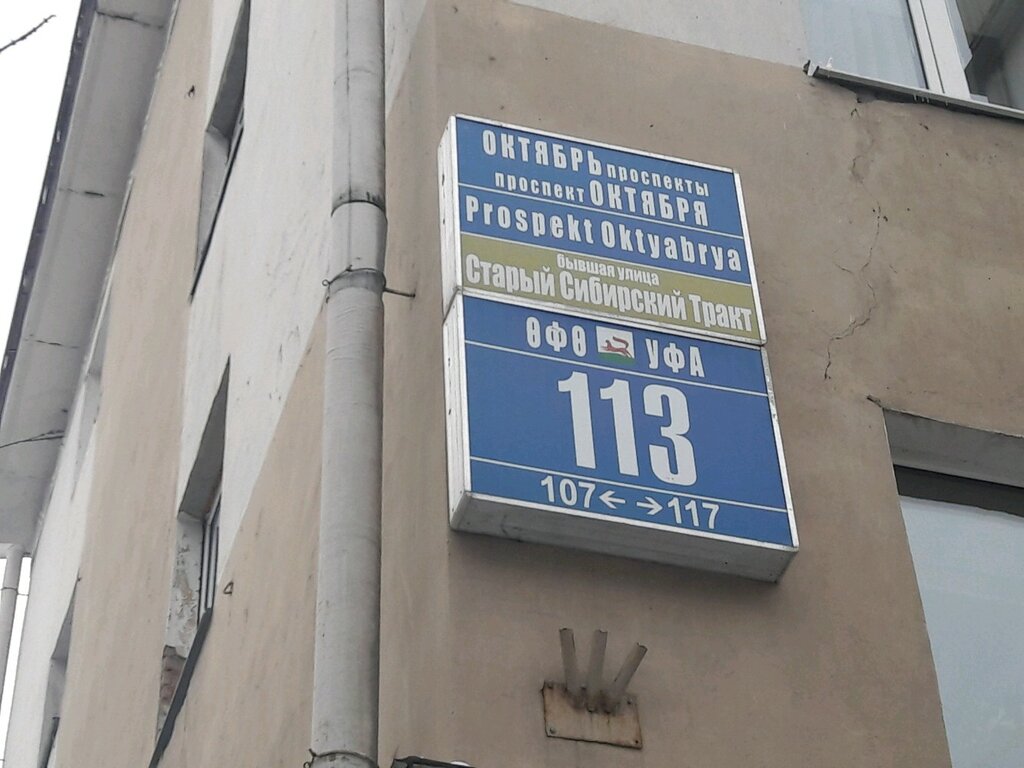 ОКТЯБРЬ проспекты
проспект ОКТЯБРЯ
Prospekt Oktyabrya
бывшая улица
Старый Сибирский Тракт
ӨФӨ УФА
113
107← →117